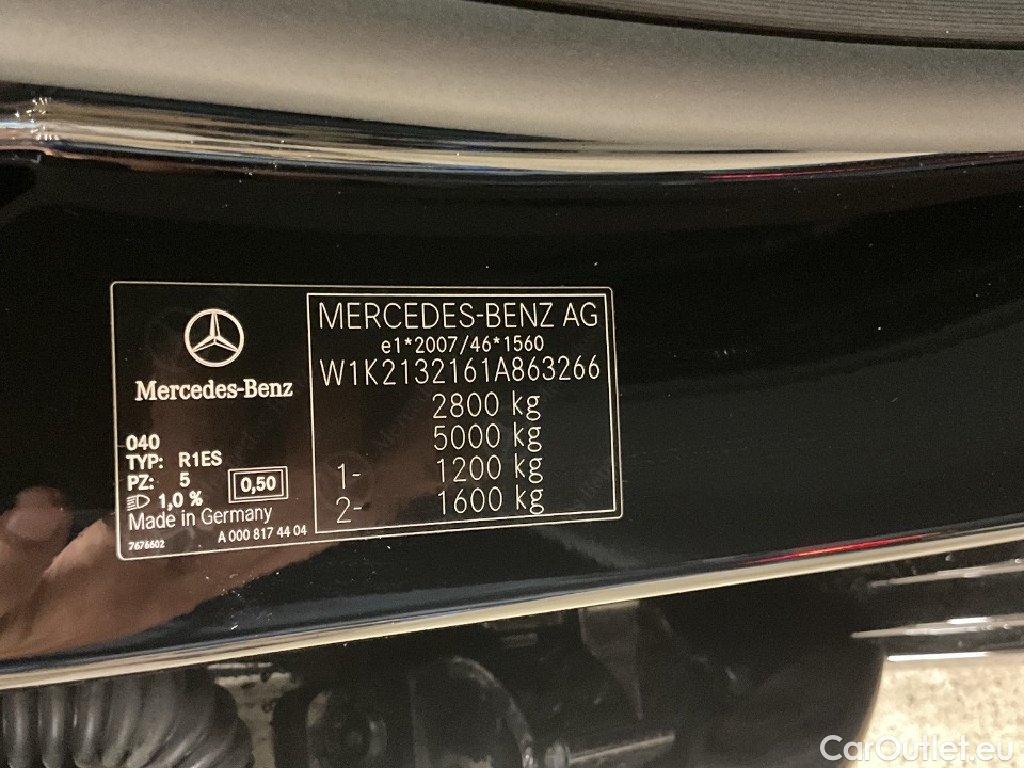 Mercedes-Benz
040
TYP: R1ES
PZ: 5
1,0 %
0,50
Made in Germany
7676602
A 000 817 44 04
MERCEDES-BENZ AG
e1*2007/46*1560
W1K2132161A863266
2800 kg
5000 kg
1- 1200 kg
2- 1600 kg
CarOutlet.eu